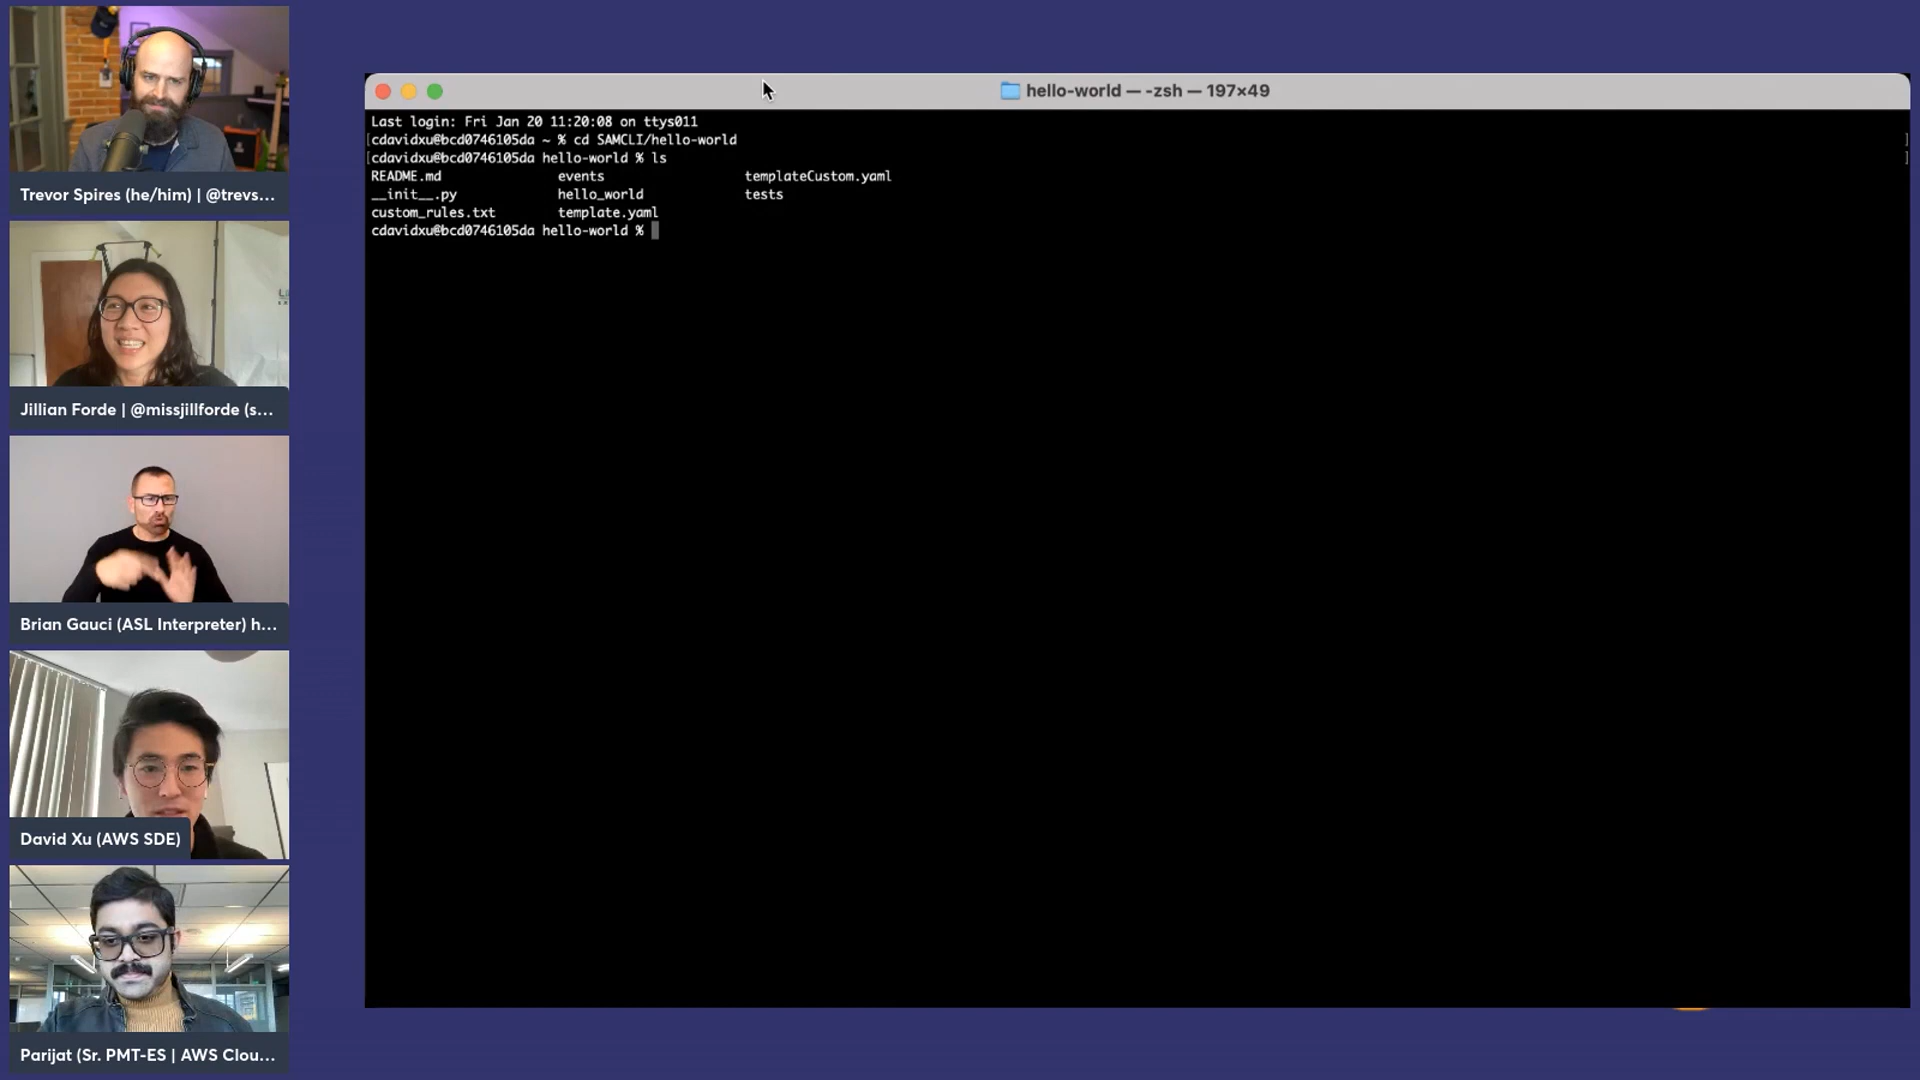 Trevor Spires (he/him) | @trevs...
Jillian Forde | @missjillforde (s...
Brian Gauci (ASL Interpreter) h...
David Xu (AWS SDE)
Parijat (Sr. PMT-ES | AWS Clou...
hello-world — -zsh — 197×49
Last login: Fri Jan 20 11:20:08 on ttys011
[cdavidxu@bcd0746105da ~ % cd SAMCLI/hello-world ]
[cdavidxu@bcd0746105da hello-world % ls ]
README.md events templateCustom.yaml
__init__.py hello_world tests
custom_rules.txt template.yaml
cdavidxu@bcd0746105da hello-world %